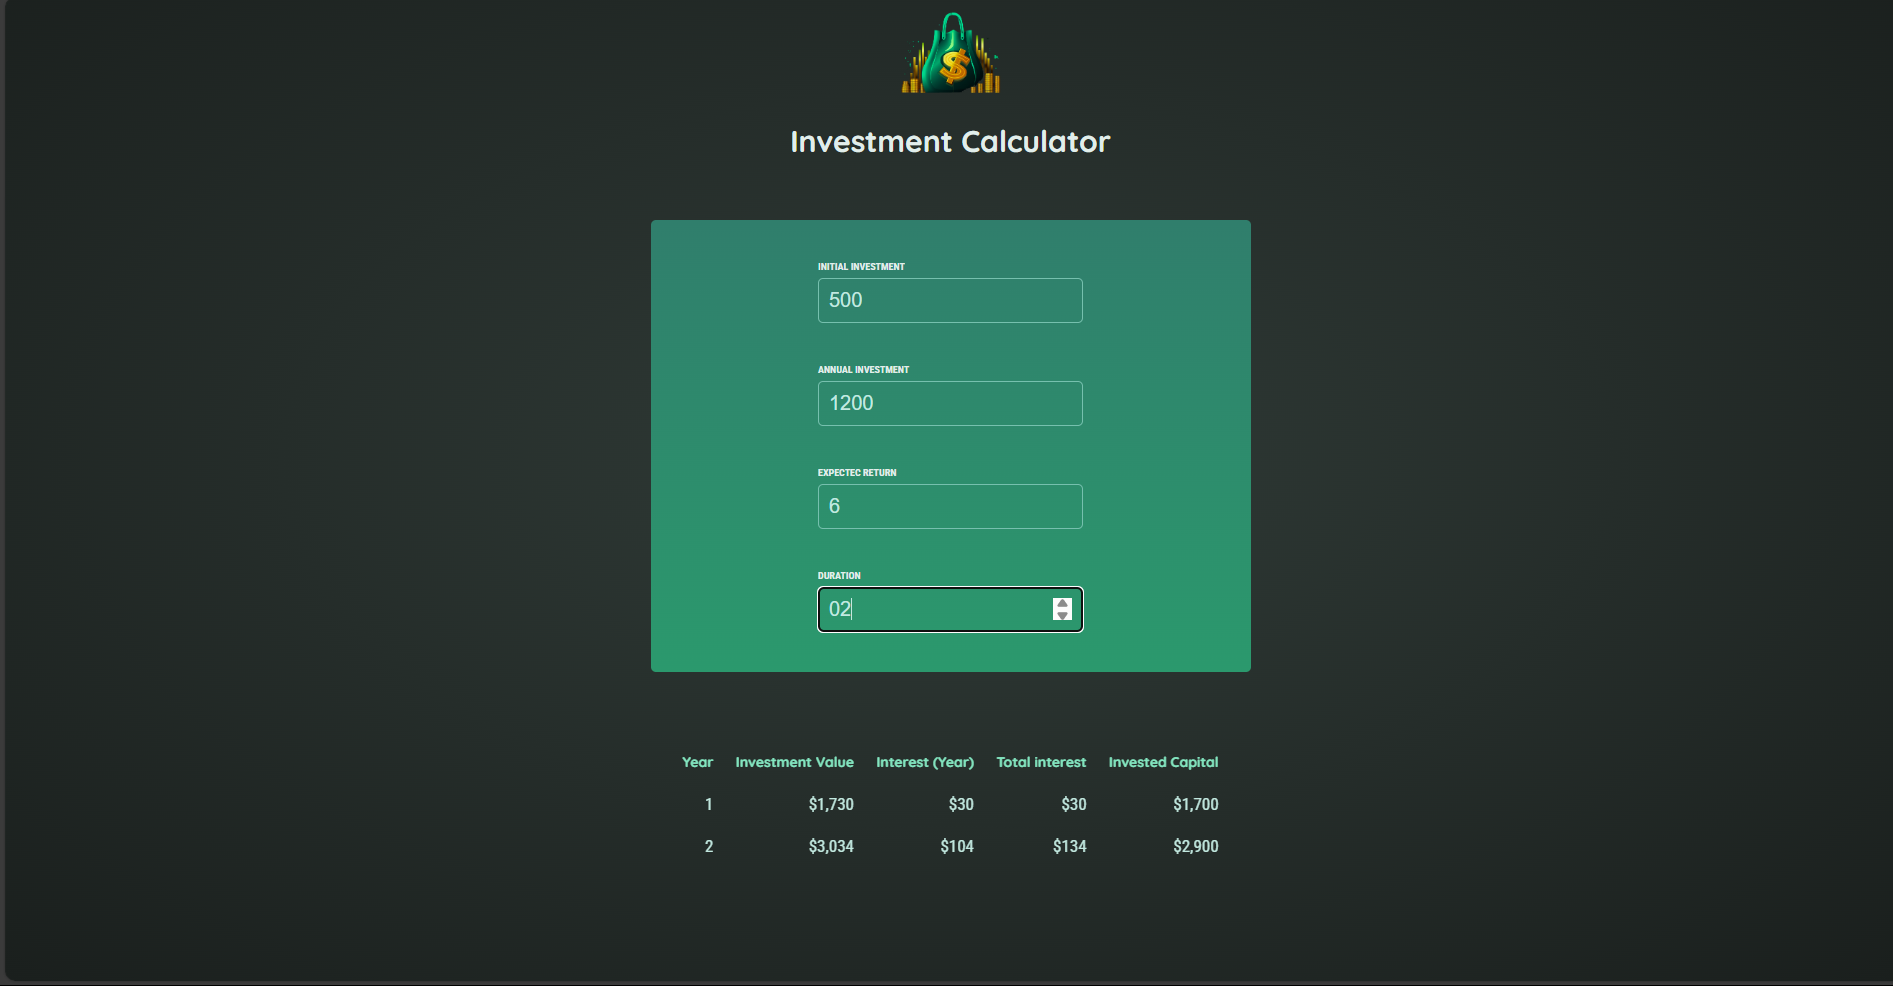 $
Investment Calculator
INITIAL INVESTMENT
500
ANNUAL INVESTMENT
1200
EXPECTEC RETURN
6
DURATION
02
Year Investment Value Interest (Year) Total interest Invested Capital
1 $1,730 $30 $30 $1,700
2 $3,034 $104 $134 $2,900